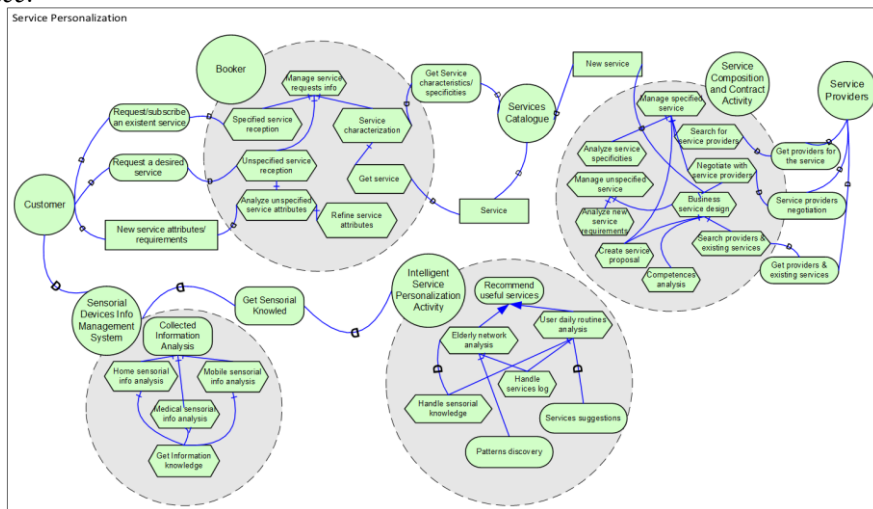 Service Personalization
Booker
Manage service
requests info
Get Service
characteristics/
specificities
New service
Service
Composition
and Contract
Activity
Service
Providers
Request/subscribe
an existent service
Specified service
reception
Service
characterization
Services
Catalogue
Manage specified
service
Search for
service providers
Get providers for
the service
Request a desired
service
Unspecified service
reception
Get service
Analyze service
specificities
Negotiate with
service providers
Manage unspecified
service
Customer
Analyze unspecified
service attributes
Refine service
attributes
Service
Business
service design
Service providers
negotiation
New service attributes/
requirements
Analyze new
service
requirements
Create service
proposal
Search providers
& existing services
Get providers &
existing services
Competences
analysis
Sensorial
Devices Info
Management
System
Get Sensorial
Knowled
Intelligent
Service
Personalization
Activity
Recommend
useful services
Collected
Information
Analysis
Elderly network
analysis
User daily routines
analysis
Home sensorial
info analysis
Mobile sensorial
info analysis
Handle
services log
Medical sensorial
info analysis
Handle sensorial
knowledge
Services suggestions
Get Information
knowledge
Patterns discovery